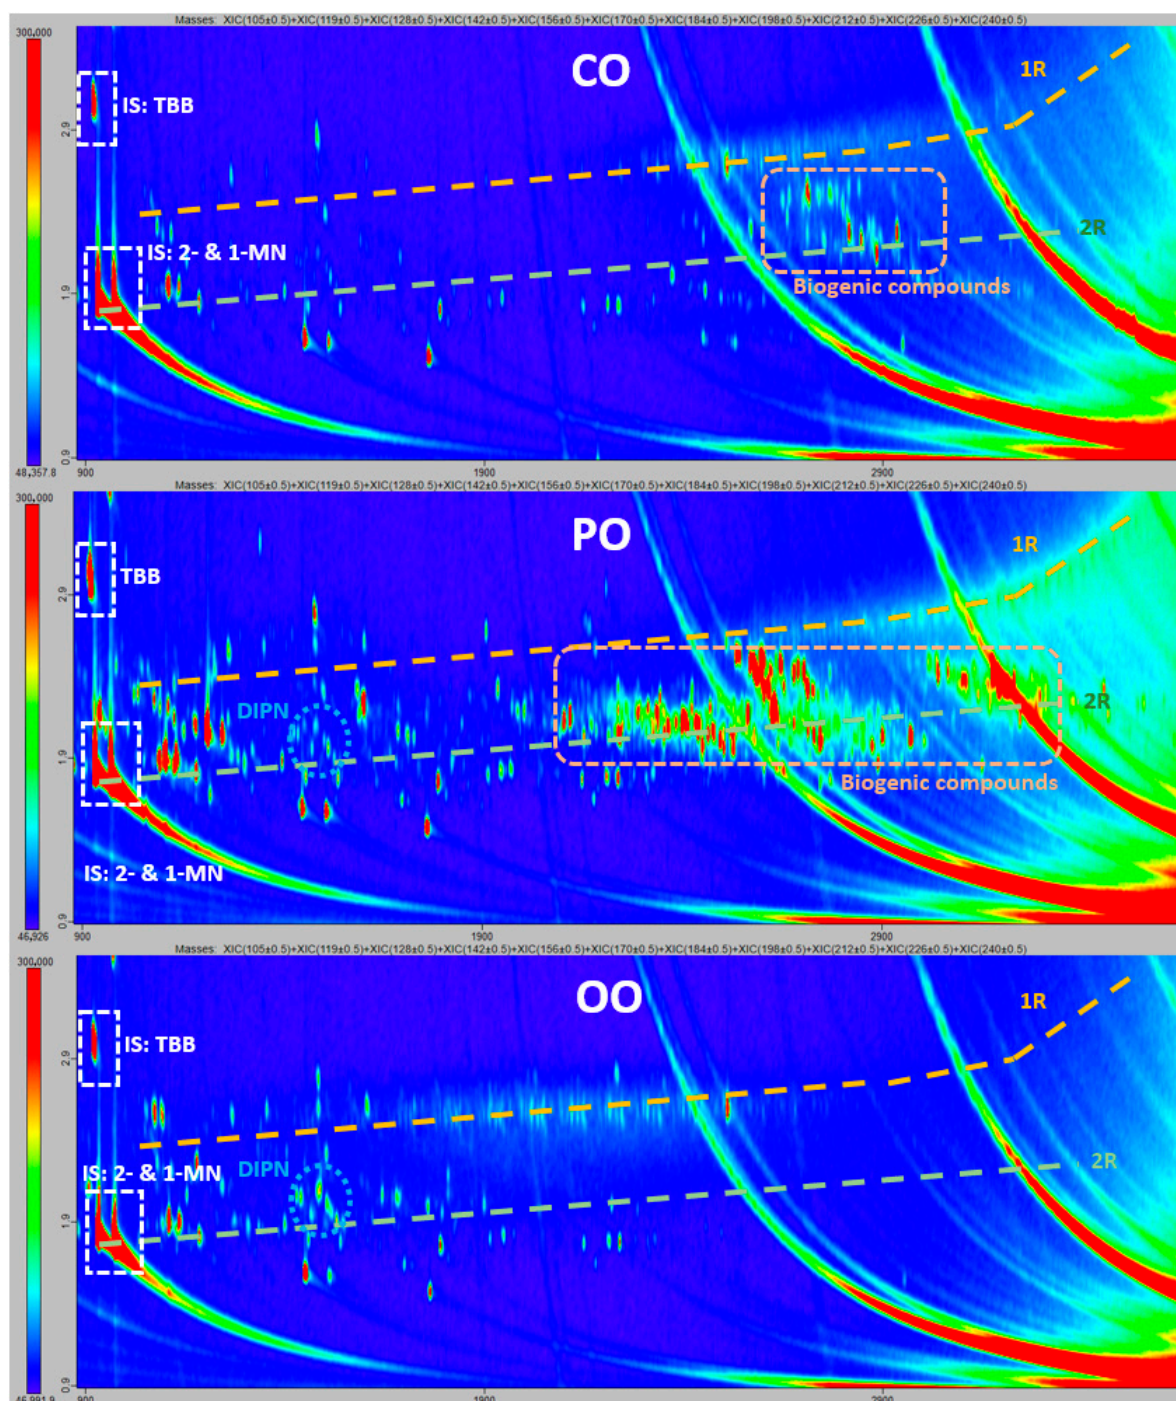 Masses: XIC(105±0.5)+XIC(119±0.5)+XIC(128±0.5)+XIC(142±0.5)+XIC(156±0.5)+XIC(170±0.5)+XIC(184±0.5)+XIC(198±0.5)+XIC(212±0.5)+XIC(226±0.5)+XIC(240±0.5)
300,000
CO
1R
IS: TBB
2.9
2R
IS: 2- & 1-MN
Biogenic compounds
1.9
0.9
48,357.8
900 1900 2900
Masses: XIC(105±0.5)+XIC(119±0.5)+XIC(128±0.5)+XIC(142±0.5)+XIC(156±0.5)+XIC(170±0.5)+XIC(184±0.5)+XIC(198±0.5)+XIC(212±0.5)+XIC(226±0.5)+XIC(240±0.5)
300,000
PO
1R
TBB
2.9
2R
DIPN
1.9
Biogenic compounds
IS: 2- & 1-MN
0.9
46,926
900 1900 2900
Masses: XIC(105±0.5)+XIC(119±0.5)+XIC(128±0.5)+XIC(142±0.5)+XIC(156±0.5)+XIC(170±0.5)+XIC(184±0.5)+XIC(198±0.5)+XIC(212±0.5)+XIC(226±0.5)+XIC(240±0.5)
300,000
OO
1R
IS: TBB
2.9
2R
IS: 2- & 1-MN
DIPN
1.9
0.9
900 1900 2900